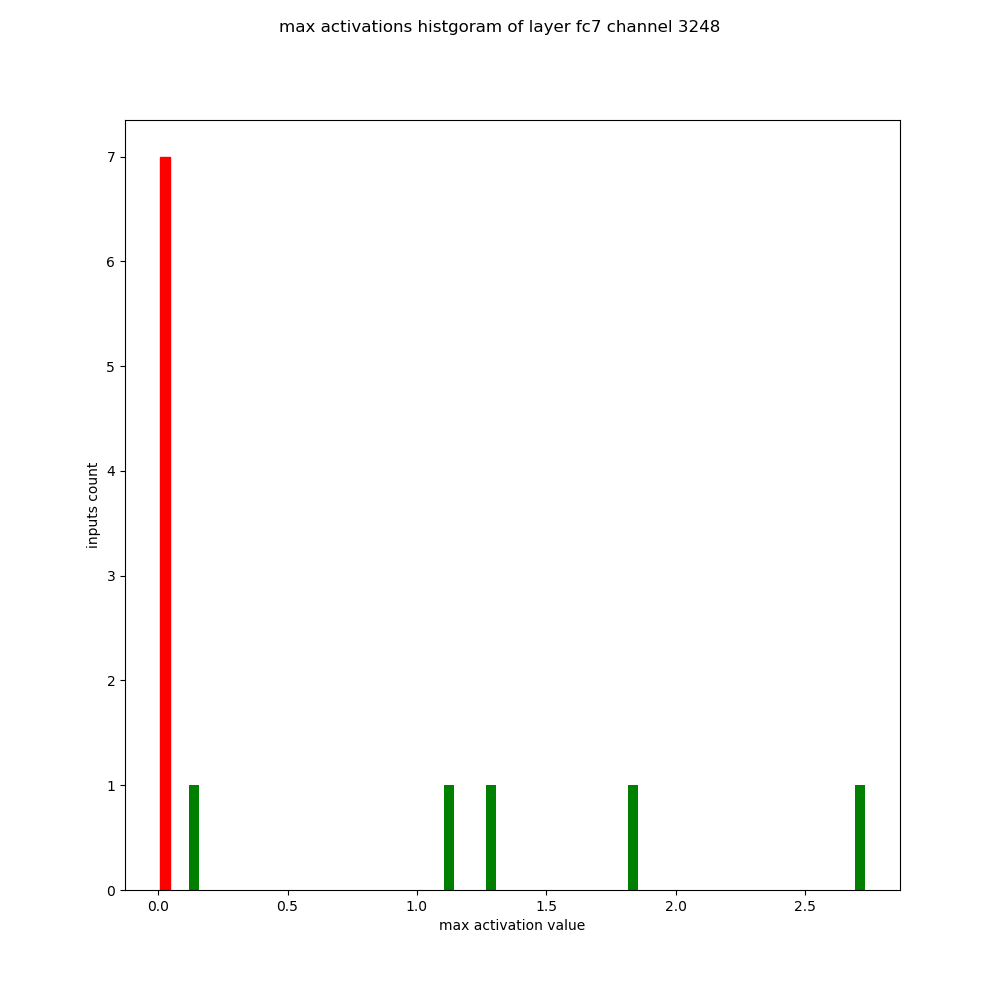 max activations histgoram of layer fc7 channel 3248
7
6
5
4
3
2
1
0
inputs count
0.0 0.5 1.0 1.5 2.0 2.5
max activation value